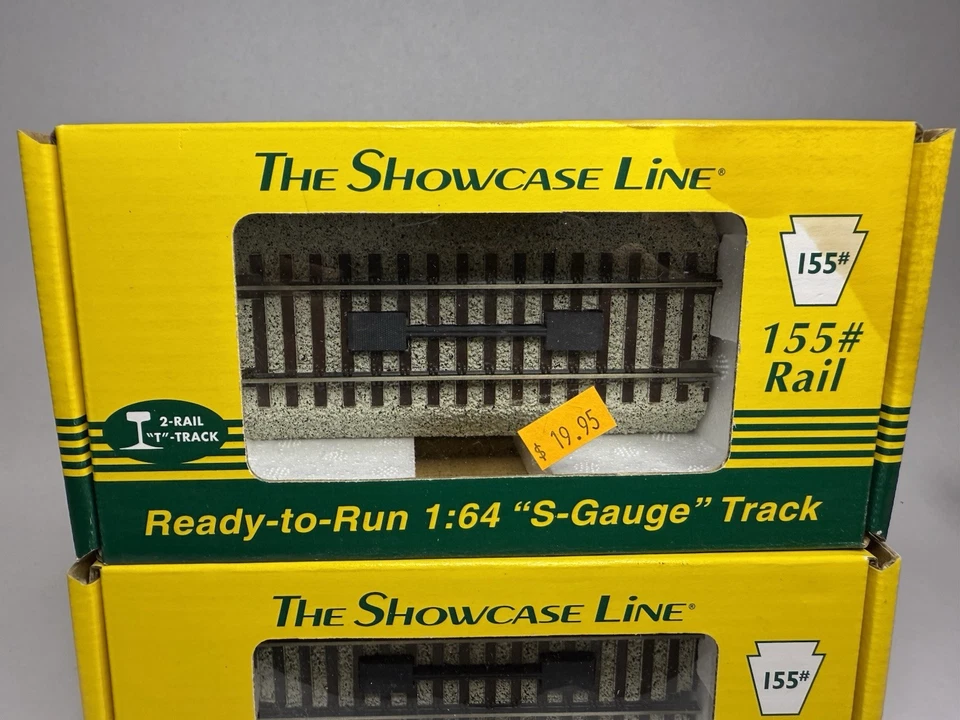 THE SHOWCASE LINE®
155#
155#
Rail
2-RAIL
"T"-TRACK
$ 19.95
Ready-to-Run 1:64 “S-Gauge” Track
THE SHOWCASE LINE®
155#